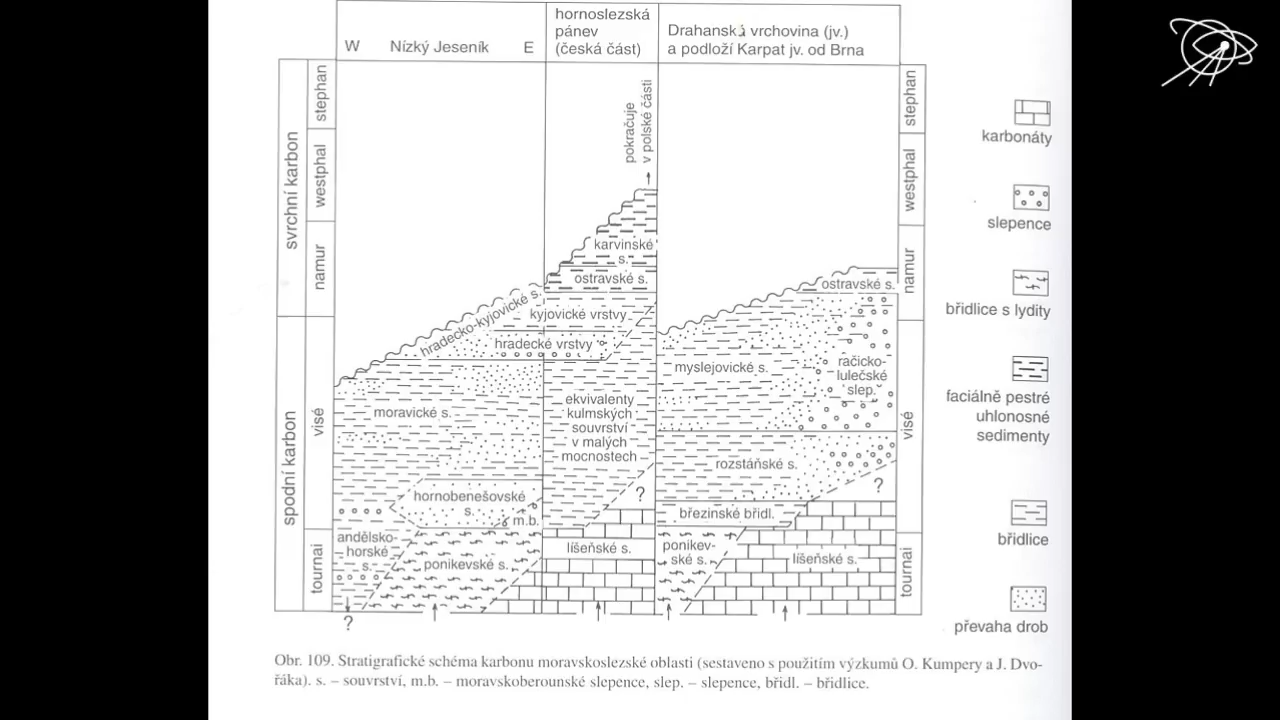 W Nízký Jeseník E
hornoslezská
pánev
(česká část)
Drahanská vrchovina (jv.)
a podloží Karpat jv. od Brna
svrchní karbon
spodní karbon
stephan
westphal
namur
visé
tournai
pokračuje
v polské části
karvinské
s.
ostravské s.
hradecko-kyjovické s.
kyjovické vrstvy
hradecké vrstvy
moravické s.
ekvivalenty
kulmských
souvrství
v malých
mocnostech
hornobenešovské
s.
m.b.
?
andělsko-
horské
s.
ponikevské s.
líšeňské s.
?
ostravské s.
myslejovické s.
račicko-
lulečské
slep.
rozstáňské s.
?
březinské břidl.
ponikev-
ské s.
líšeňské s.
stephan
westphal
namur
visé
tournai
karbonáty
slepence
břidlice s lydity
faciálně pestré
uhlonosné
sedimenty
břidlice
převaha drob
Obr. 109. Stratigrafické schéma karbonu moravskoslezské oblasti (sestaveno s použitím výzkumů O. Kumpery a J. Dvo-
řáka). s. – souvrství, m.b. – moravskoberounské slepence, slep. – slepence, břidl. – břidlice.